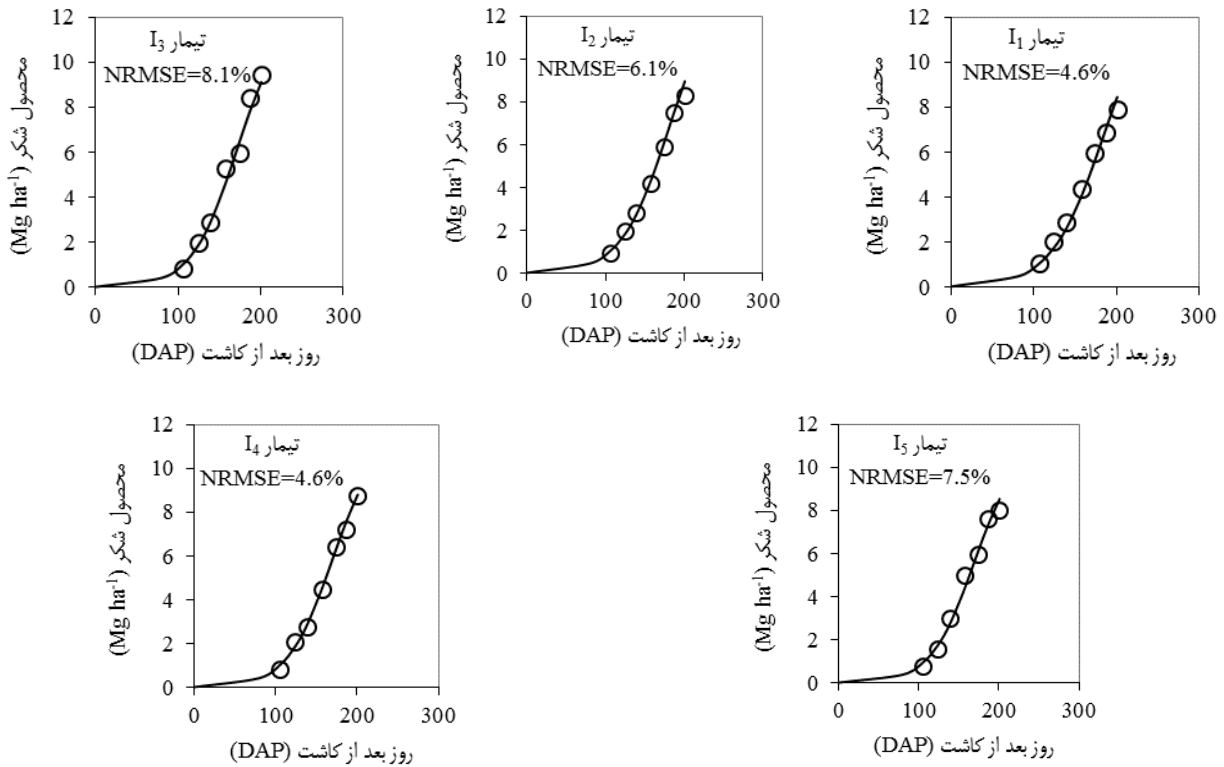 تیمار I₁
NRMSE=4.6%
محصول شکر (Mg ha⁻¹)
12
10
8
6
4
2
0
0 100 200 300
روز بعد از کاشت (DAP)
تیمار I₂
NRMSE=6.1%
محصول شکر (Mg ha⁻¹)
12
10
8
6
4
2
0
0 100 200 300
روز بعد از کاشت (DAP)
تیمار I₃
NRMSE=8.1%
محصول شکر (Mg ha⁻¹)
12
10
8
6
4
2
0
0 100 200 300
روز بعد از کاشت (DAP)
تیمار I₄
NRMSE=4.6%
محصول شکر (Mg ha⁻¹)
12
10
8
6
4
2
0
0 100 200 300
روز بعد از کاشت (DAP)
تیمار I₅
NRMSE=7.5%
محصول شکر (Mg ha⁻¹)
12
10
8
6
4
2
0
0 100 200 300
روز بعد از کاشت (DAP)